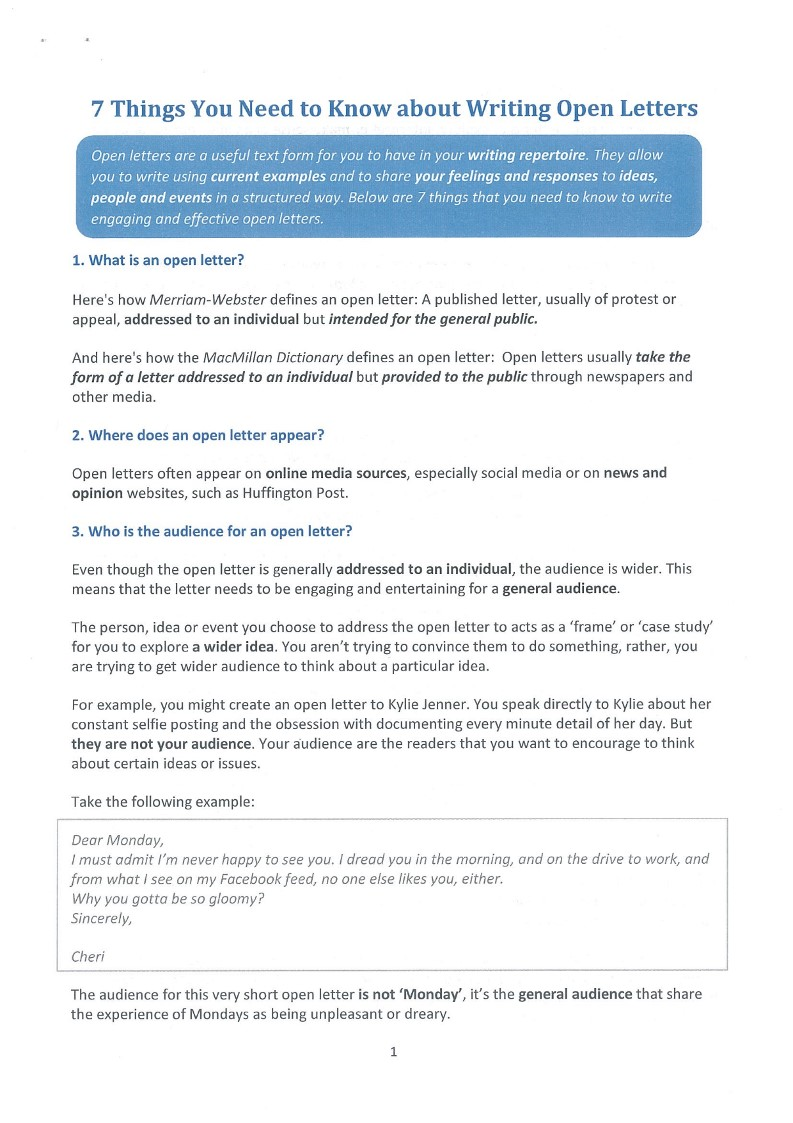 7 Things You Need to Know about Writing Open Letters
Open letters are a useful text form for you to have in your writing repertoire. They allow
you to write using current examples and to share your feelings and responses to ideas,
people and events in a structured way. Below are 7 things that you need to know to write
engaging and effective open letters.
1. What is an open letter?
Here's how Merriam-Webster defines an open letter: A published letter, usually of protest or
appeal, addressed to an individual but intended for the general public.
And here's how the MacMillan Dictionary defines an open letter: Open letters usually take the
form of a letter addressed to an individual but provided to the public through newspapers and
other media.
2. Where does an open letter appear?
Open letters often appear on online media sources, especially social media or on news and
opinion websites, such as Huffington Post.
3. Who is the audience for an open letter?
Even though the open letter is generally addressed to an individual, the audience is wider. This
means that the letter needs to be engaging and entertaining for a general audience.
The person, idea or event you choose to address the open letter to acts as a ‘frame’ or ‘case study’
for you to explore a wider idea. You aren’t trying to convince them to do something, rather, you
are trying to get wider audience to think about a particular idea.
For example, you might create an open letter to Kylie Jenner. You speak directly to Kylie about her
constant selfie posting and the obsession with documenting every minute detail of her day. But
they are not your audience. Your audience are the readers that you want to encourage to think
about certain ideas or issues.
Take the following example:
Dear Monday,
I must admit I’m never happy to see you. I dread you in the morning, and on the drive to work, and
from what I see on my Facebook feed, no one else likes you, either.
Why you gotta be so gloomy?
Sincerely,
Cheri
The audience for this very short open letter is not ‘Monday’, it’s the general audience that share
the experience of Mondays as being unpleasant or dreary.
1